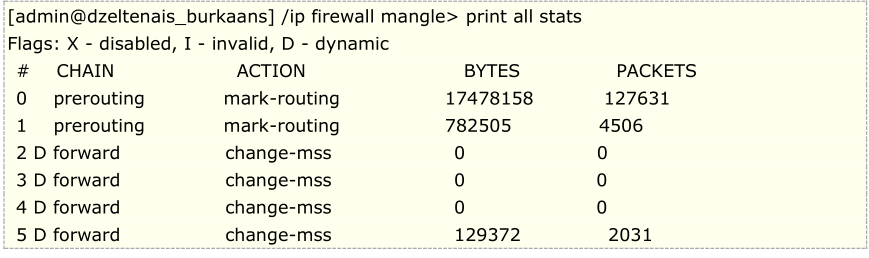 [admin@dzeltenais_burkaans] /ip firewall mangle> print all stats
Flags: X - disabled, I - invalid, D - dynamic
# CHAIN ACTION BYTES PACKETS
0 prerouting mark-routing 17478158 127631
1 prerouting mark-routing 782505 4506
2 D forward change-mss 0 0
3 D forward change-mss 0 0
4 D forward change-mss 0 0
5 D forward change-mss 129372 2031